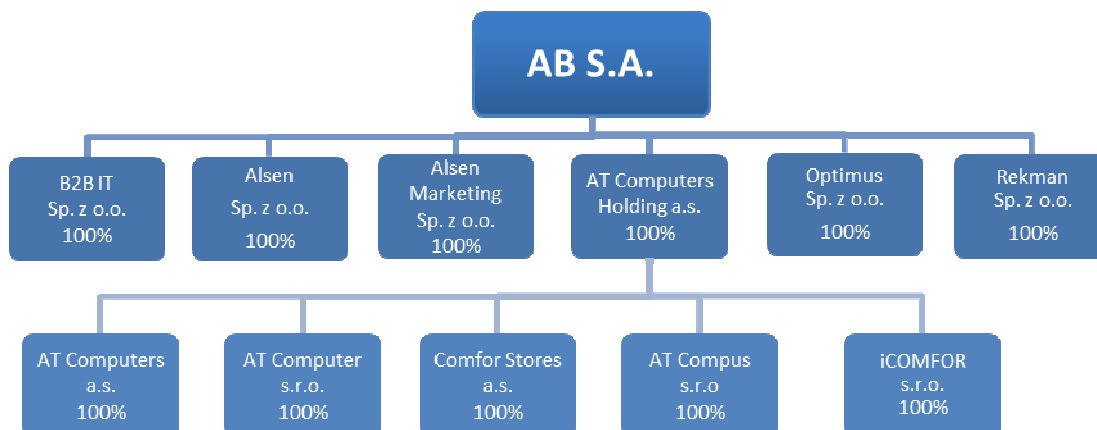 AB S.A.
B2B IT
Sp. z o.o.
100%
Alsen
Sp. z o.o.
100%
Alsen
Marketing
Sp. z o.o.
100%
AT Computers
Holding a.s.
100%
Optimus
Sp. z o.o.
100%
Rekman
Sp. z o.o.
100%
AT Computers
a.s.
100%
AT Computer
s.r.o.
100%
Comfor Stores
a.s.
100%
AT Compus
s.r.o
100%
iCOMFOR
s.r.o.
100%